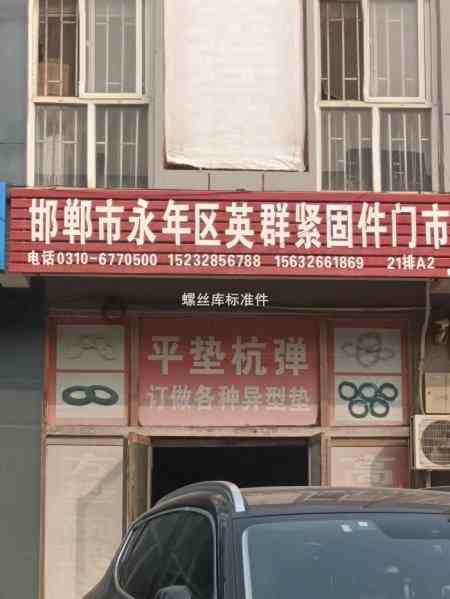 邯郸市永年区英群紧固件门市
电话0310-6770500 15232856788 15632661869 21排A2
螺丝库标准件
平垫杭弹
订做各种异型垫